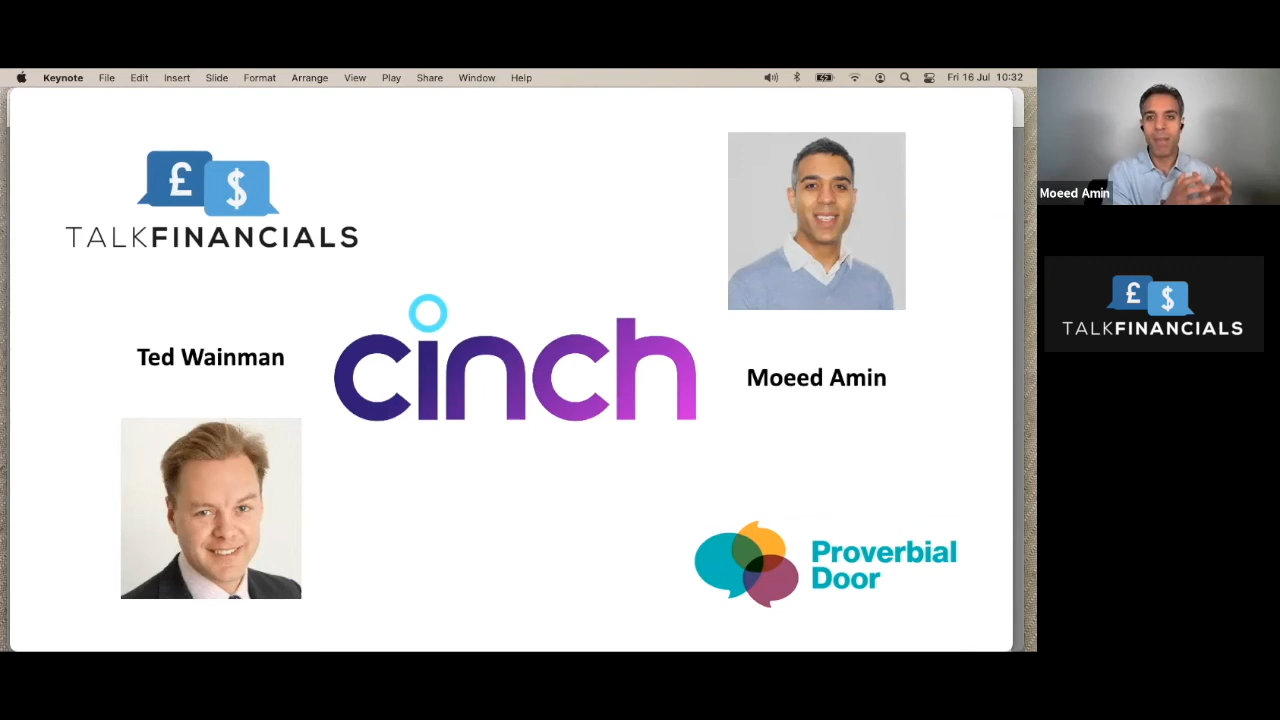 Keynote File Edit Insert Slide Format Arrange View Play Share Window Help Fri 16 Jul 10:32
£ $
TALKFINANCIALS
Ted Wainman
cinch
Moeed Amin
Proverbial
Door
Moeed Amin
£ $
TALKFINANCIALS